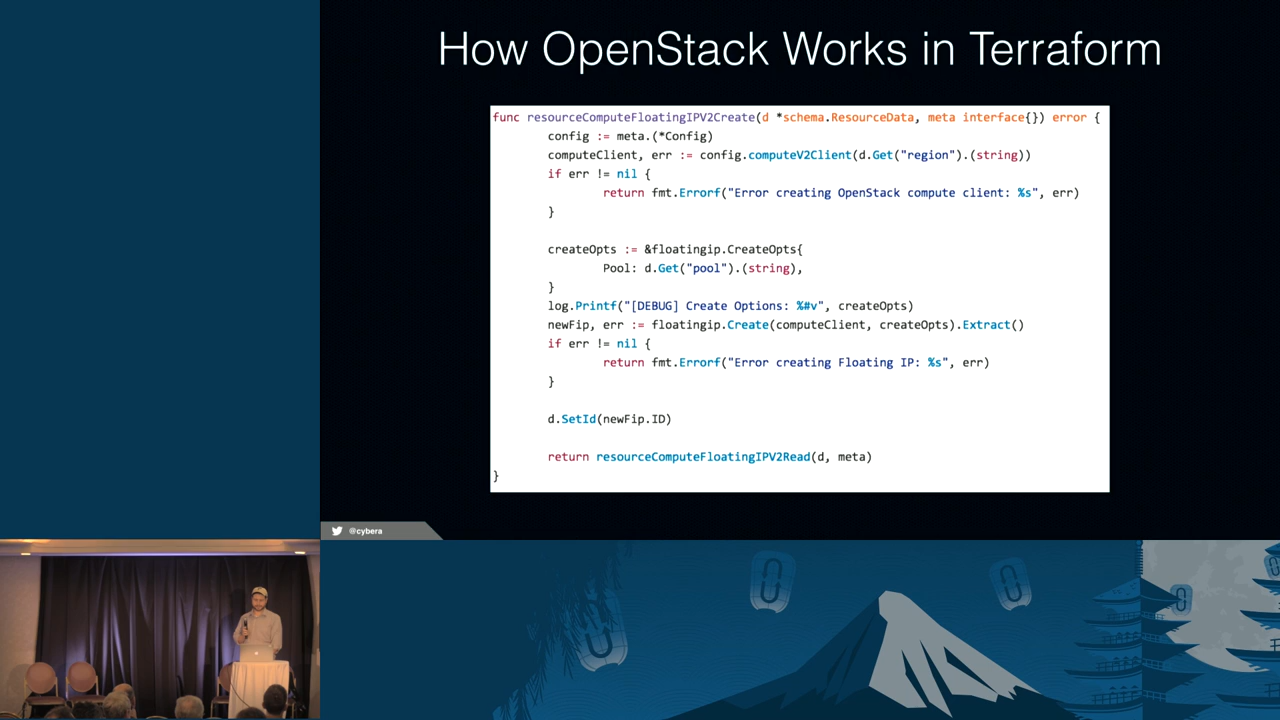 How OpenStack Works in Terraform
func resourceComputeFloatingIPV2Create(d *schema.ResourceData, meta interface{}) error {
config := meta.(*Config)
computeClient, err := config.computeV2Client(d.Get("region").(string))
if err != nil {
return fmt.Errorf("Error creating OpenStack compute client: %s", err)
}
createOpts := &floatingip.CreateOpts{
Pool: d.Get("pool").(string),
}
log.Printf("[DEBUG] Create Options: %#v", createOpts)
newFip, err := floatingip.Create(computeClient, createOpts).Extract()
if err != nil {
return fmt.Errorf("Error creating Floating IP: %s", err)
}
d.SetId(newFip.ID)
return resourceComputeFloatingIPV2Read(d, meta)
}
@cybera